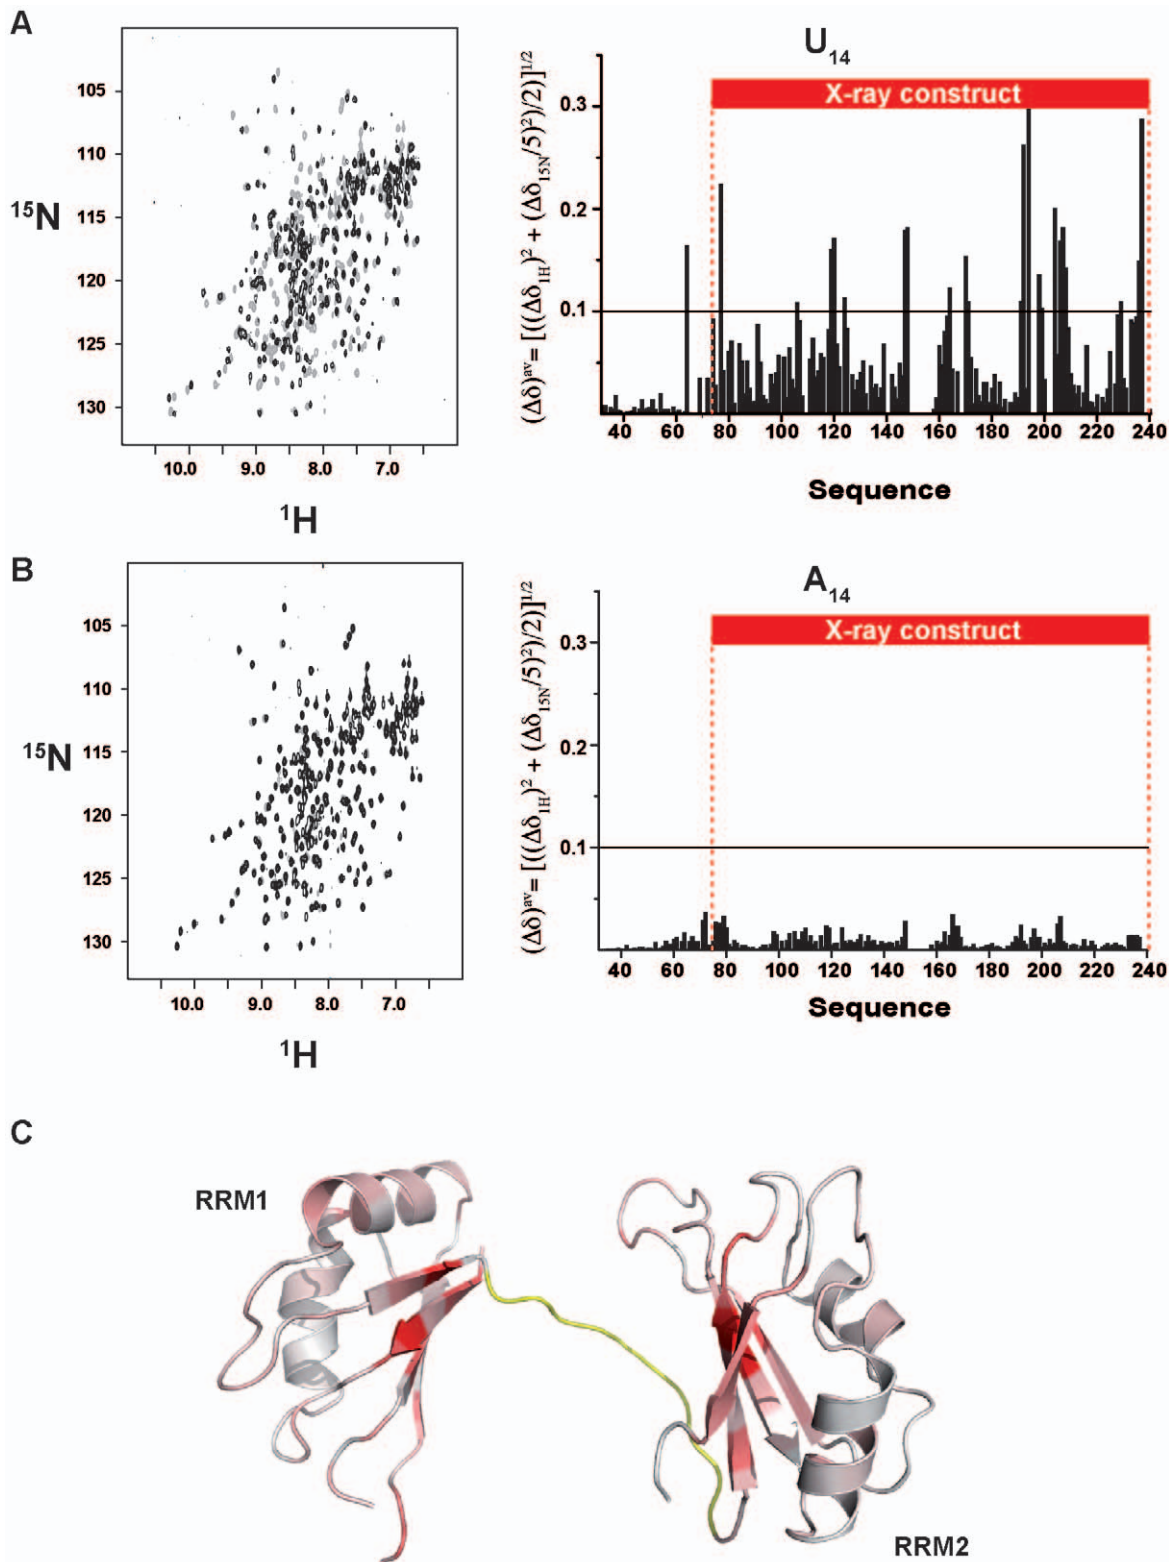 A
U₁₄
X-ray construct
(Δδ)ᵃᵛ = [((Δδ₁H)² + (Δδ₁₅N/5)²)/2)]¹/²
0.3
0.2
0.1
40 60 80 100 120 140 160 180 200 220 240
Sequence
¹⁵N
105
110
115
120
125
130
10.0 9.0 8.0 7.0
¹H
B
A₁₄
X-ray construct
(Δδ)ᵃᵛ = [((Δδ₁H)² + (Δδ₁₅N/5)²)/2)]¹/²
0.3
0.2
0.1
40 60 80 100 120 140 160 180 200 220 240
Sequence
¹⁵N
105
110
115
120
125
130
10.0 9.0 8.0 7.0
¹H
C
RRM1
RRM2